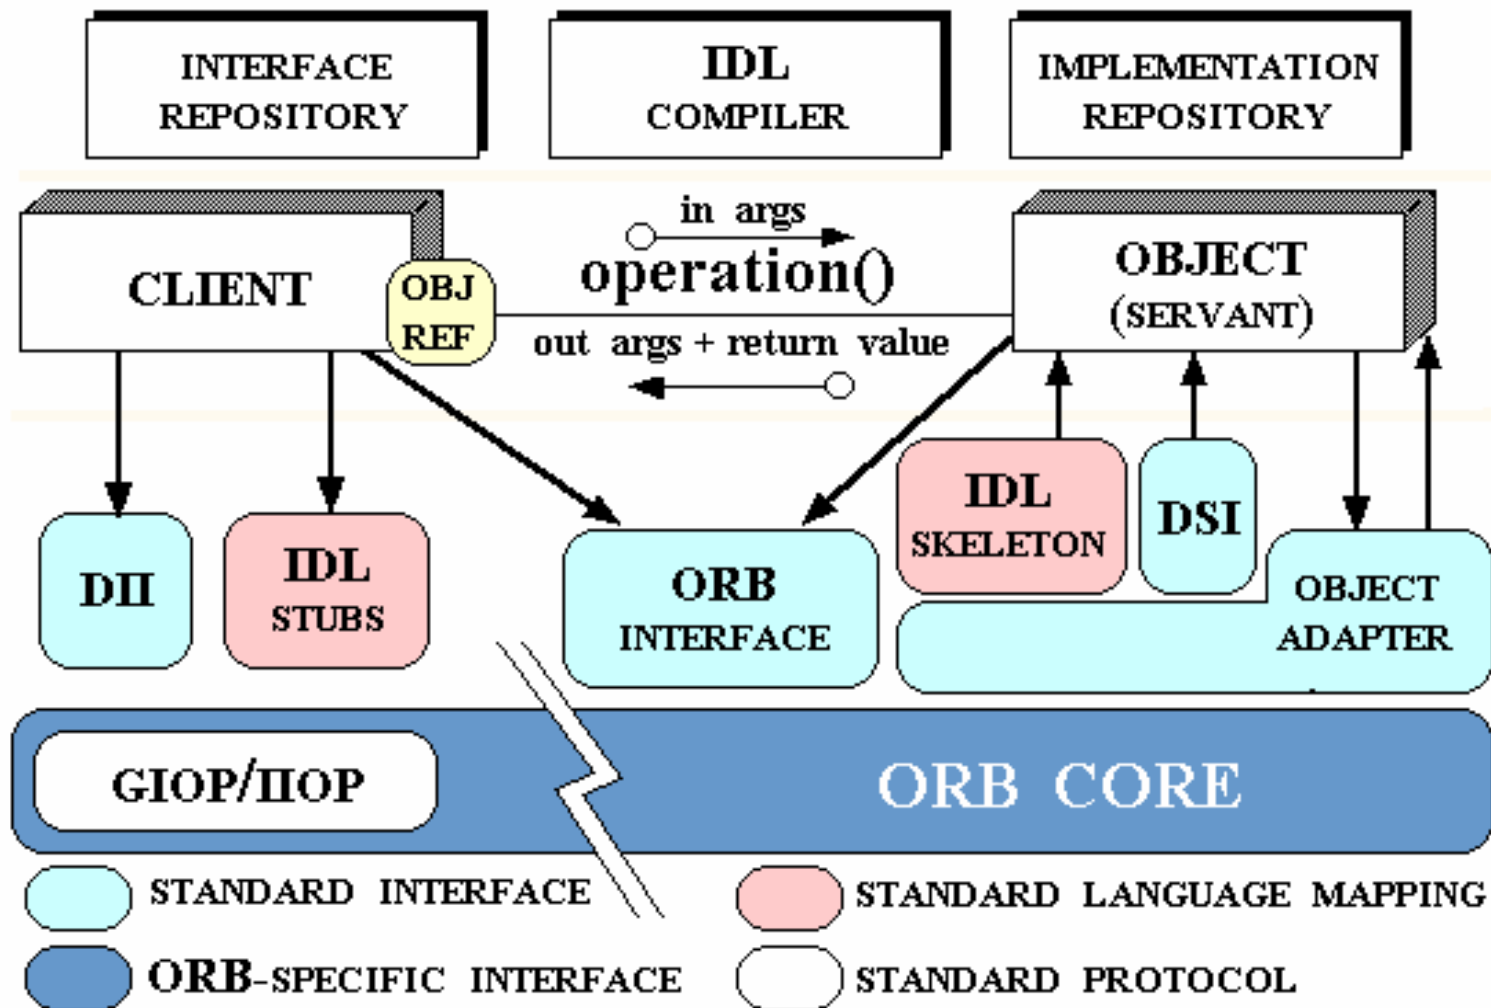 INTERFACE
REPOSITORY
IDL
COMPILER
IMPLEMENTATION
REPOSITORY
CLIENT
OBJ
REF
in args
operation()
out args + return value
OBJECT
(SERVANT)
DII
IDL
STUBS
ORB
INTERFACE
IDL
SKELETON
DSI
OBJECT
ADAPTER
GIOP/IIOP
ORB CORE
STANDARD INTERFACE
STANDARD LANGUAGE MAPPING
ORB-SPECIFIC INTERFACE
STANDARD PROTOCOL